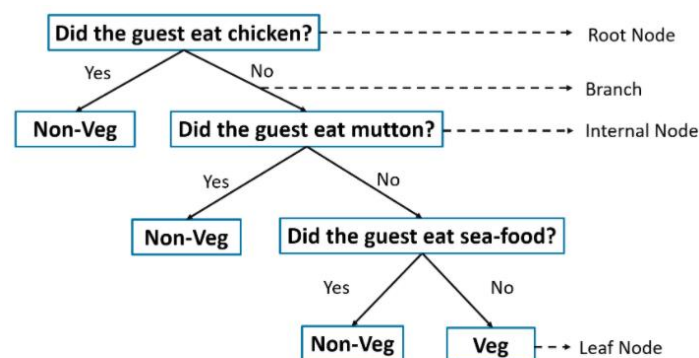 Did the guest eat chicken?
Root Node
Yes
No
Branch
Non-Veg
Did the guest eat mutton?
Internal Node
Yes
No
Non-Veg
Did the guest eat sea-food?
Yes
No
Non-Veg
Veg
Leaf Node